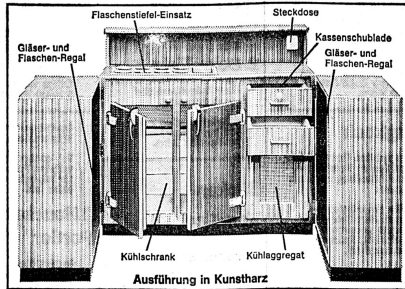 Flaschenstiefel-Einsatz
Steckdose
Kassenschublade
Gläser- und
Flaschen-Regal
Gläser- und
Flaschen-Regal
Kühlschrank
Kühlaggregat
Ausführung in Kunstharz